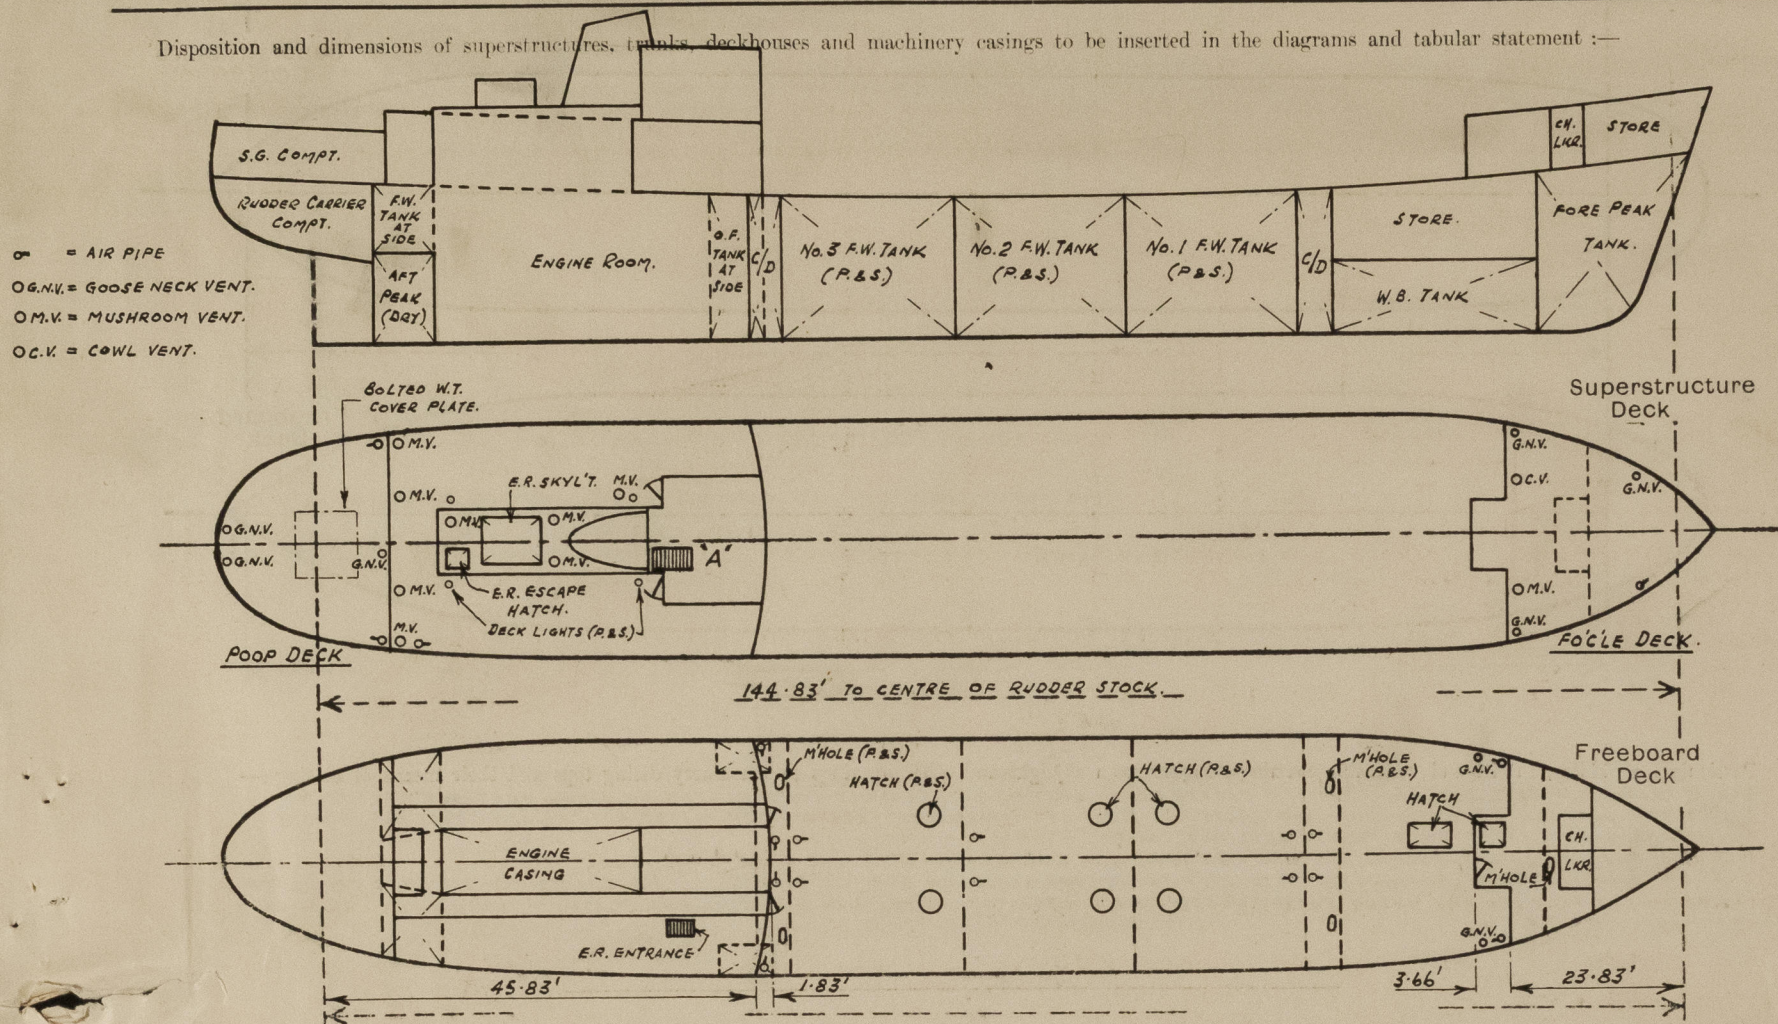 Disposition and dimensions of superstructures, trunks, deckhouses and machinery casings to be inserted in the diagrams and tabular statement :—
S.G. COMPT.
CH.
LKR.
STORE
RUDDER CARRIER
COMPT.
F.W.
TANK
AT
SIDE
AFT
PEAK
(DRY)
ENGINE ROOM.
O.F.
TANK
AT
SIDE
C/D
No. 3 F.W. TANK
(P. & S.)
No. 2 F.W. TANK
(P. & S.)
No. 1 F.W. TANK
(P. & S.)
C/D
STORE.
W.B. TANK
FORE PEAK
TANK.
= AIR PIPE
O G.N.V. = GOOSE NECK VENT.
O M.V. = MUSHROOM VENT.
O C.V. = COWL VENT.
BOLTED W.T.
COVER PLATE.
Superstructure
Deck
M.V.
M.V.
E.R. SKYL'T.
M.V.
M.V.
M.V.
G.N.V.
G.N.V.
G.N.V.
M.V.
'A'
M.V.
E.R. ESCAPE
HATCH.
DECK LIGHTS (P.&S.)
M.V.
G.N.V.
C.V.
G.N.V.
M.V.
G.N.V.
POOP DECK
FO'C'LE DECK.
144.83' TO CENTRE OF RUDDER STOCK.
M'HOLE (P.&S.)
HATCH (P.&S.)
HATCH (P.&S.)
M'HOLE
(P.&S.)
G.N.V.
Freeboard
Deck
HATCH
ENGINE
CASING
CH.
LKR.
M'HOLE
E.R. ENTRANCE
G.N.V.
45.83'
1.83'
3.66'
23.83'